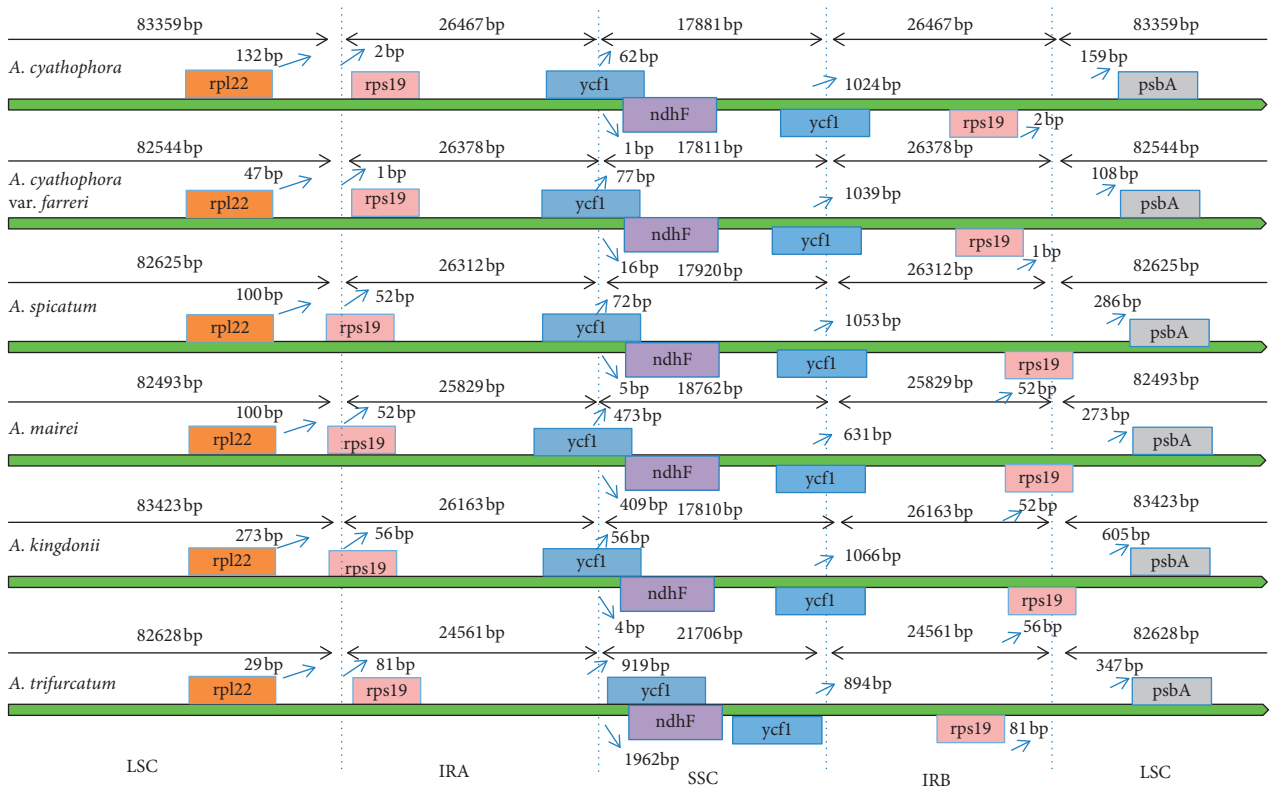 83359 bp 26467 bp 17881 bp 26467 bp 83359 bp
132 bp 2 bp 62 bp 159 bp
A. cyathophora rpl22 rps19 ycf1 1024 bp psbA
ndhF ycf1 rps19 2 bp
1 bp
82544 bp 26378 bp 17811 bp 26378 bp 82544 bp
A. cyathophora 47 bp 1 bp 77 bp 108 bp
var. farreri rpl22 rps19 ycf1 1039 bp psbA
ndhF ycf1 rps19
16 bp 1 bp
82625 bp 26312 bp 17920 bp 26312 bp 82625 bp
100 bp 52 bp 72 bp 286 bp
A. spicatum rpl22 rps19 ycf1 1053 bp psbA
ndhF ycf1 rps19
5 bp 52 bp
82493 bp 25829 bp 18762 bp 25829 bp 82493 bp
100 bp 52 bp 473 bp 273 bp
A. mairei rpl22 rps19 ycf1 631 bp psbA
ndhF ycf1 rps19
409 bp 52 bp
83423 bp 26163 bp 17810 bp 26163 bp 83423 bp
273 bp 56 bp 56 bp 605 bp
A. kingdonii rpl22 rps19 ycf1 1066 bp psbA
ndhF ycf1 rps19
4 bp 56 bp
82628 bp 24561 bp 21706 bp 24561 bp 82628 bp
29 bp 81 bp 919 bp 347 bp
A. trifurcatum rpl22 rps19 ycf1 894 bp psbA
ndhF ycf1 rps19 81 bp
1962 bp
LSC IRA SSC IRB LSC